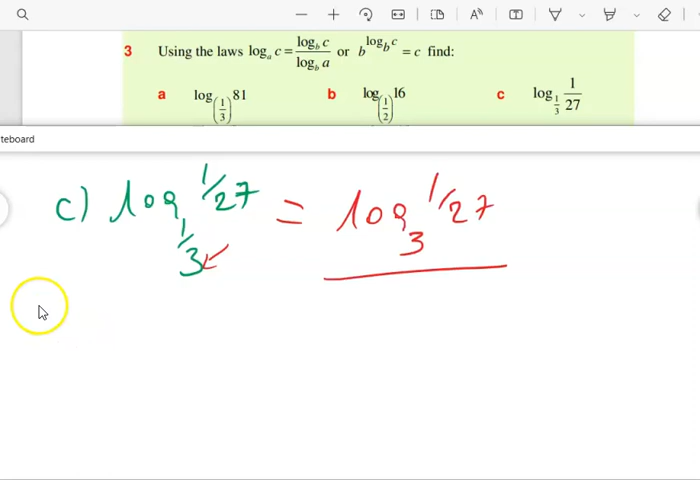 3 Using the laws logₐ c = log_b c / log_b a or b^(log_b c) = c find:
a log_(1/3) 81 b log_(1/2) 16 c log_(1/3) 1/27
teboard
c) log_(1/3) 1/27 = log_3 1/27